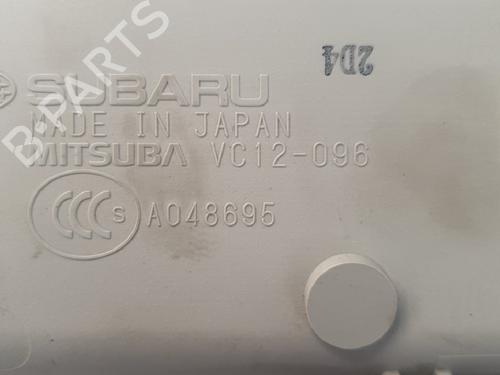 SUBARU
MADE IN JAPAN
MITSUBA VC12-096
CCC S A048695
2D4
B-PARTS